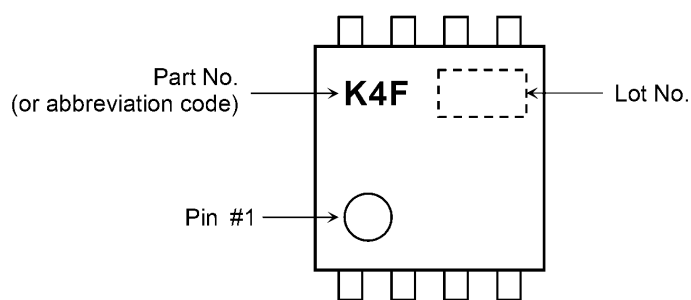 Part No.
(or abbreviation code)
K4F
Lot No.
Pin #1